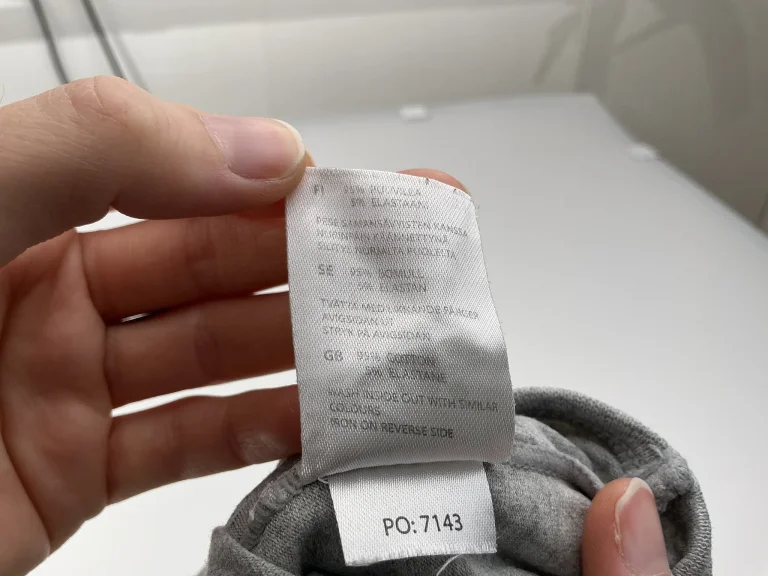 FI 95% PUUVILLA
5% ELASTAANI
PESE SAMANSÄVYISTEN KANSSA
NURINPÄIN KÄÄNNETTYNÄ
SILITYS NURJALTA PUOLELTA
SE 95% BOMULL
5% ELASTAN
TVÄTTA MED LIKNANDE FÄRGER
AVIGSIDAN UT
STRYK PÅ AVIGSIDAN
GB 95% COTTON
5% ELASTANE
WASH INSIDE OUT WITH SIMILAR
COLOURS
IRON ON REVERSE SIDE
PO: 7143